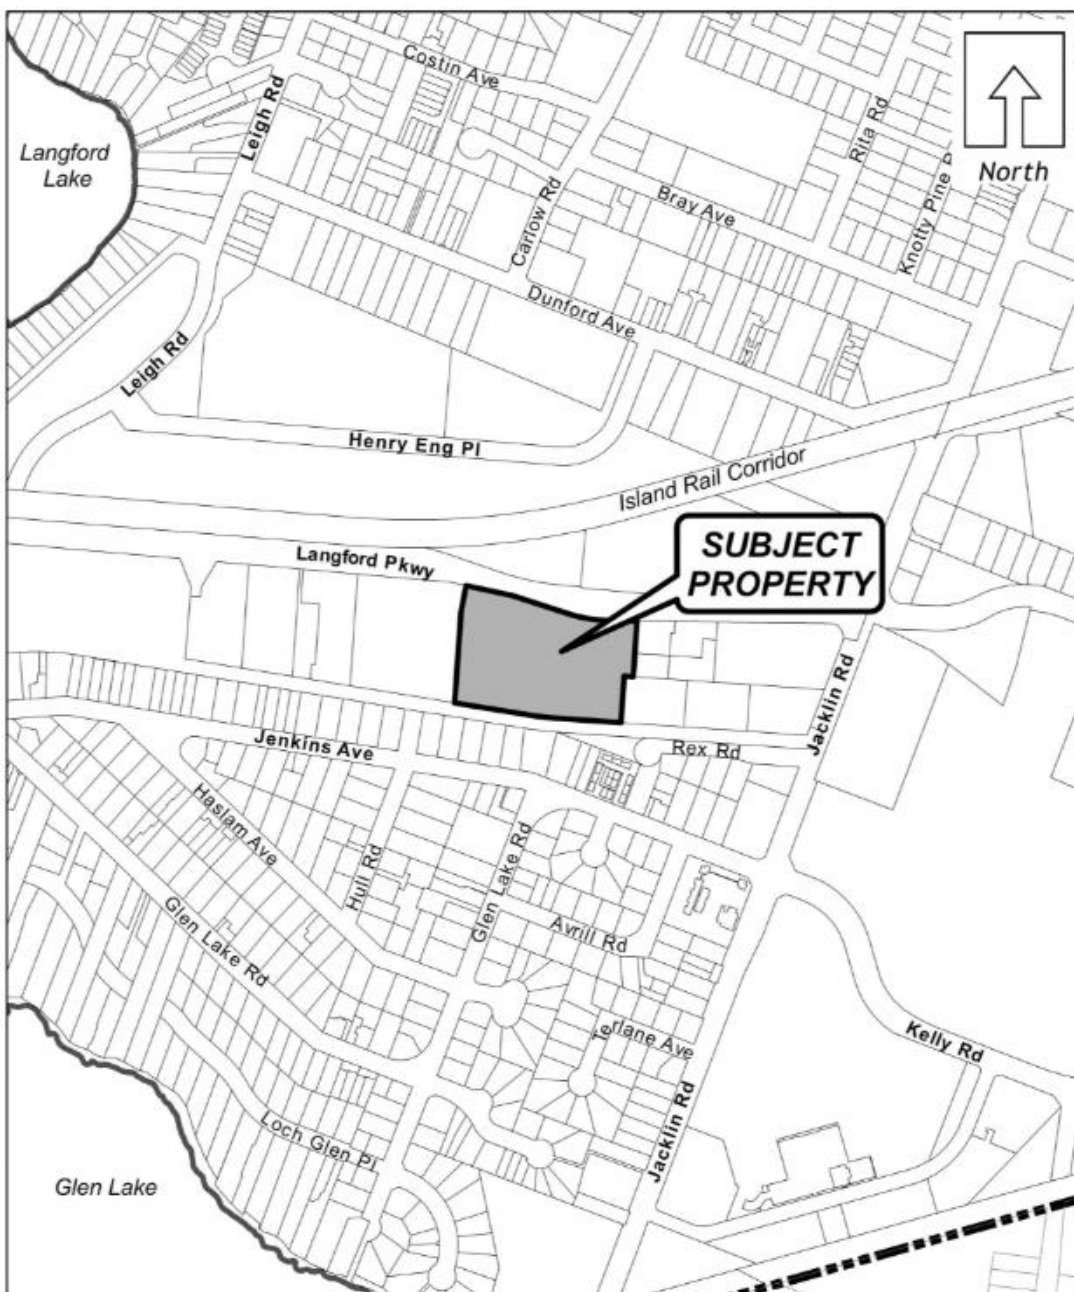 Costin Ave
Leigh Rd
Langford
Lake
Rita Rd
North
Bray Ave
Knotty Pine
Carlow Rd
Dunford Ave
Leigh Rd
Henry Eng Pl
Island Rail Corridor
SUBJECT
PROPERTY
Langford Pkwy
Jacklin Rd
Rex Rd
Jenkins Ave
Haslam Ave
Hull Rd
Glen Lake Rd
Glen Lake Rd
Avrill Rd
Terlane Ave
Kelly Rd
Jacklin Rd
Loch Glen Pl
Glen Lake